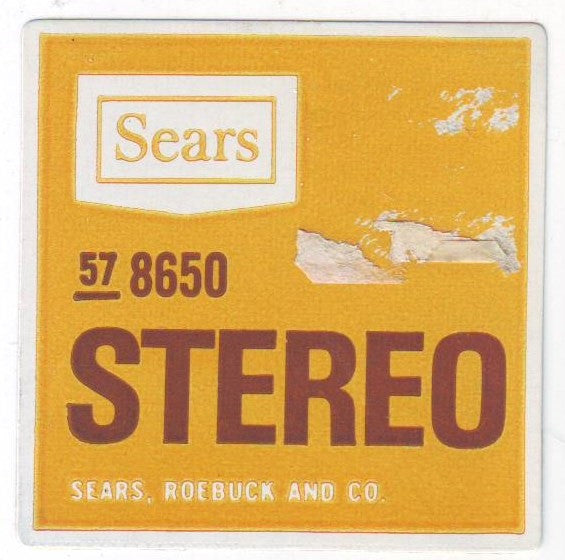 Sears
57 8650
STEREO
SEARS, ROEBUCK AND CO.